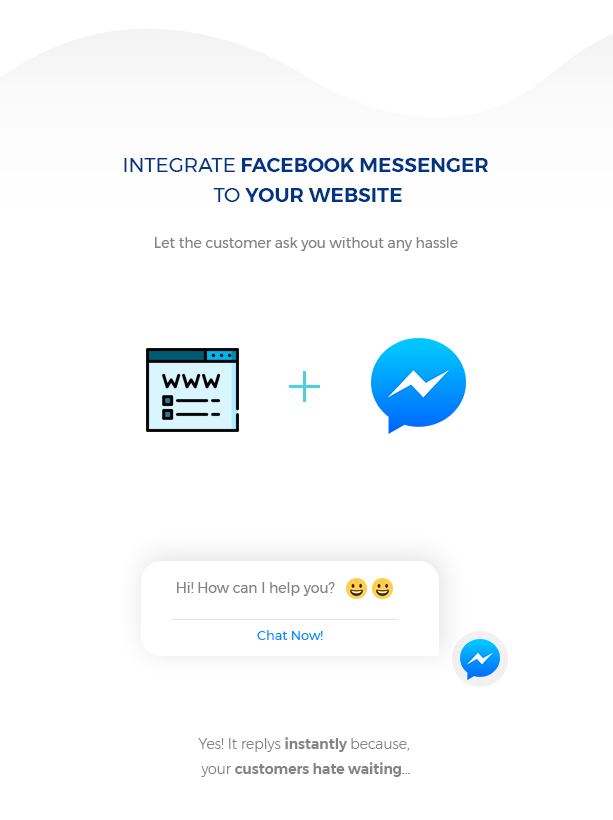 INTEGRATE FACEBOOK MESSENGER
TO YOUR WEBSITE
Let the customer ask you without any hassle
WWW
Hi! How can I help you? 😃😃
Chat Now!
Yes! It replys instantly because,
your customers hate waiting...